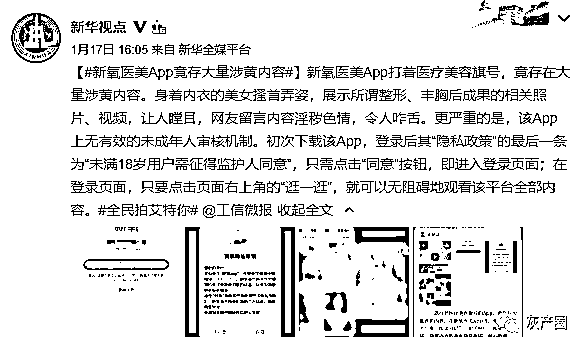 新华视点
1月17日 16:05 来自 新华全媒平台
【#新氧医美App竟存大量涉黄内容#】新氧医美App打着医疗美容旗号，竟存在大
量涉黄内容。身着内衣的美女搔首弄姿，展示所谓整形、丰胸后成果的相关照
片、视频，让人瞠目，网友留言内容淫秽色情，令人咋舌。更严重的是，该App
上无有效的未成年人审核机制。初次下载该App，登录后其“隐私政策”的最后一条
为“未满18岁用户需征得监护人同意”，只需点击“同意”按钮，即进入登录页面；在
登录页面，只要点击页面右上角的“逛一逛”，就可以无阻碍地观看该平台全部内
容。#全民拍艾特你# @工信微报 收起全文
灰产圈